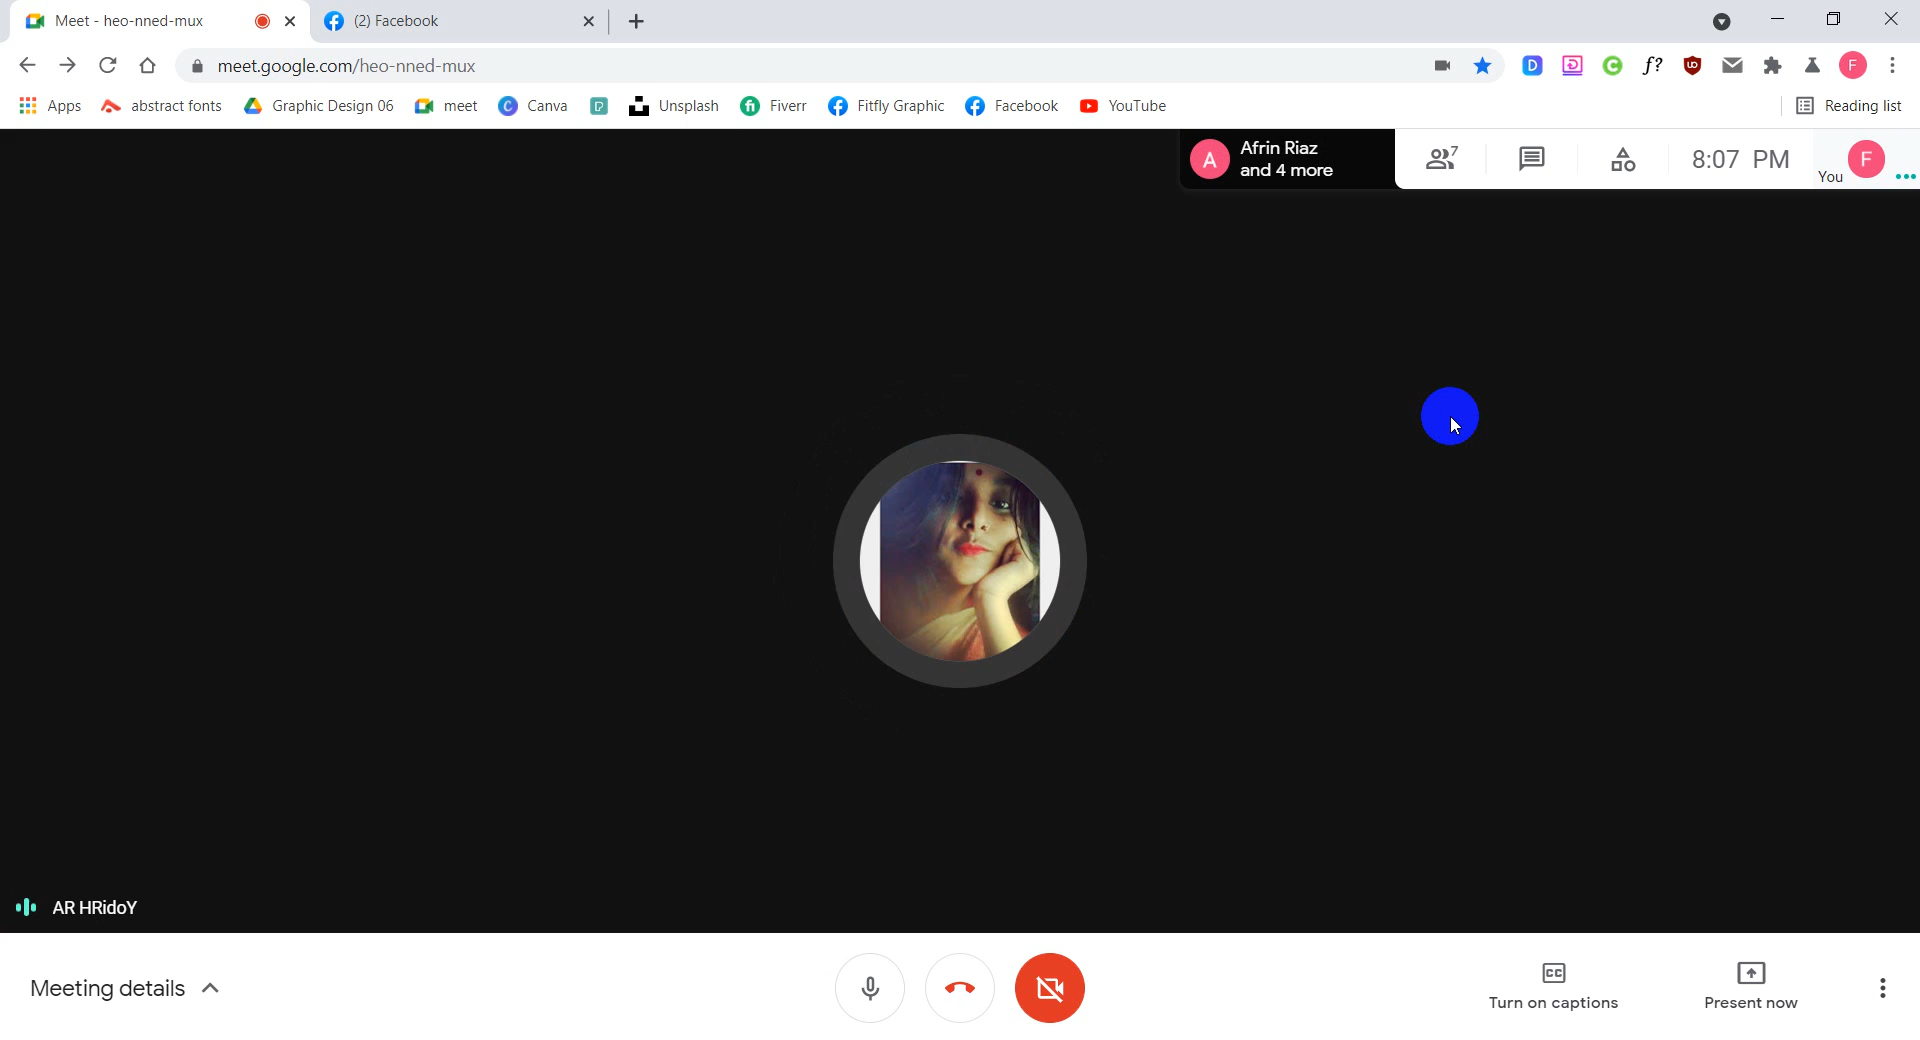 Meet - heo-nned-mux
(2) Facebook
meet.google.com/heo-nned-mux
D
f?
F
Apps
abstract fonts
Graphic Design 06
meet
Canva
Unsplash
Fiverr
Fitfly Graphic
Facebook
YouTube
Reading list
A
Afrin Riaz
and 4 more
7
8:07 PM
You
F
AR HRidoY
Meeting details
CC
Turn on captions
Present now